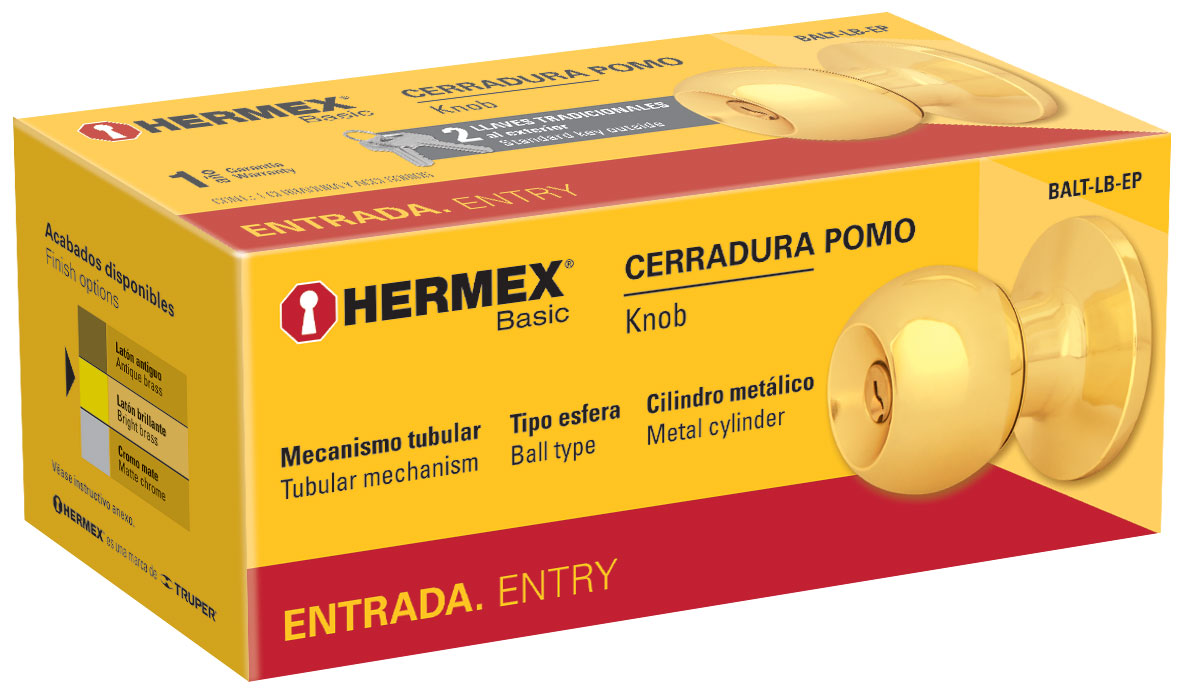 HERMEX®
Basic
CERRADURA POMO
Knob
BALT-LB-EP
2 LLAVES TRADICIONALES
al exterior
Standard key outside
1 año
Garantía
Warranty
ENTRADA. ENTRY
Acabados disponibles
Finish options
Latón antiguo
Antique brass
Latón brillante
Bright brass
Cromo mate
Matte chrome
Véase instructivo anexo.
HERMEX® es una marca de TRUPER®
HERMEX®
Basic
CERRADURA POMO
Knob
BALT-LB-EP
Mecanismo tubular
Tubular mechanism
Tipo esfera
Ball type
Cilindro metálico
Metal cylinder
ENTRADA. ENTRY